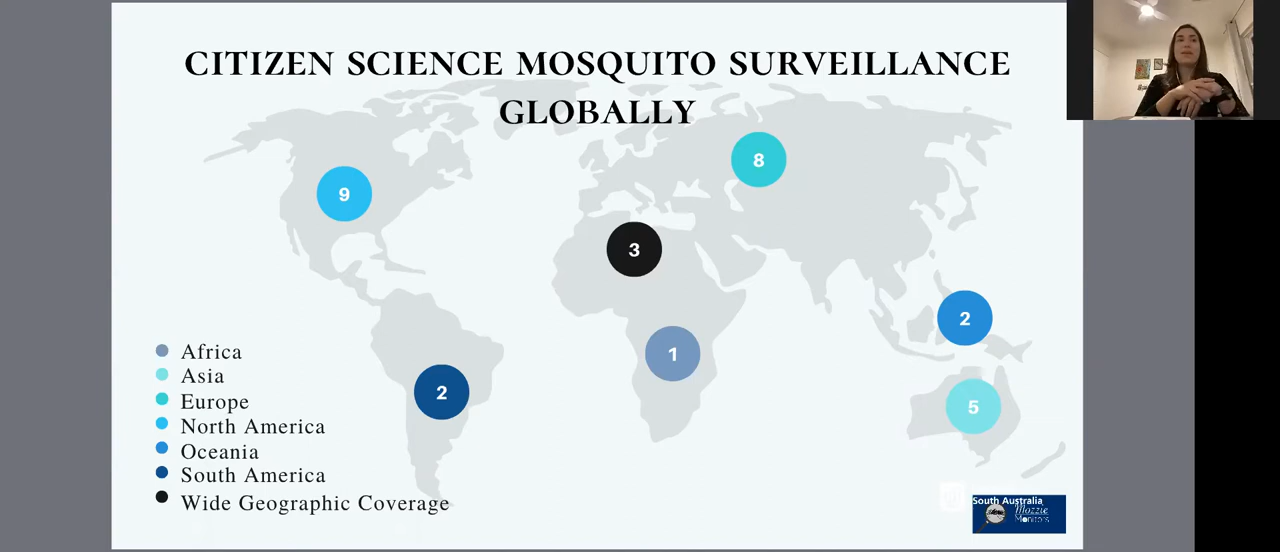 CITIZEN SCIENCE MOSQUITO SURVEILLANCE
GLOBALLY
8
9
3
2
1
2
5
Africa
Asia
Europe
North America
Oceania
South America
Wide Geographic Coverage
South Australia
Mozzie
Monitors